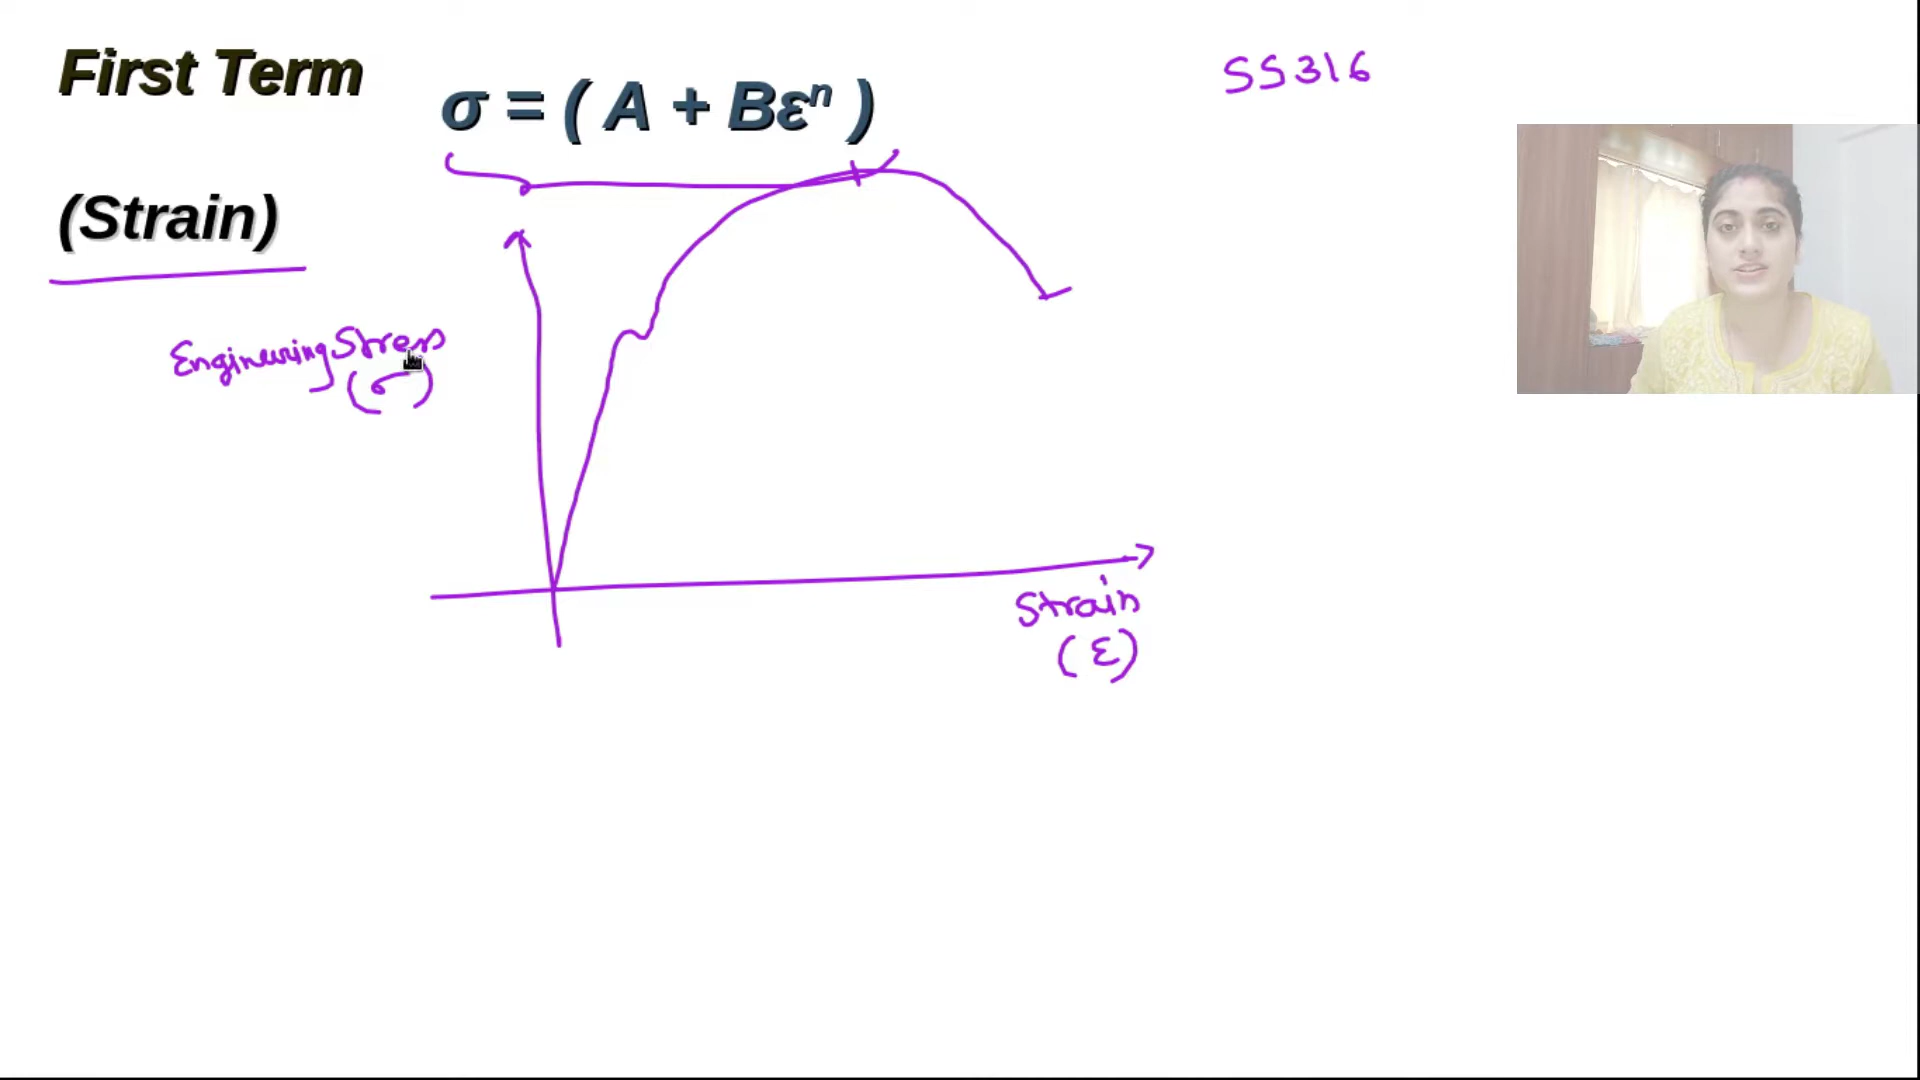 First Term
σ = ( A + Bεⁿ )
SS316
(Strain)
Engineering Stress
(σ)
Strain
(ε)